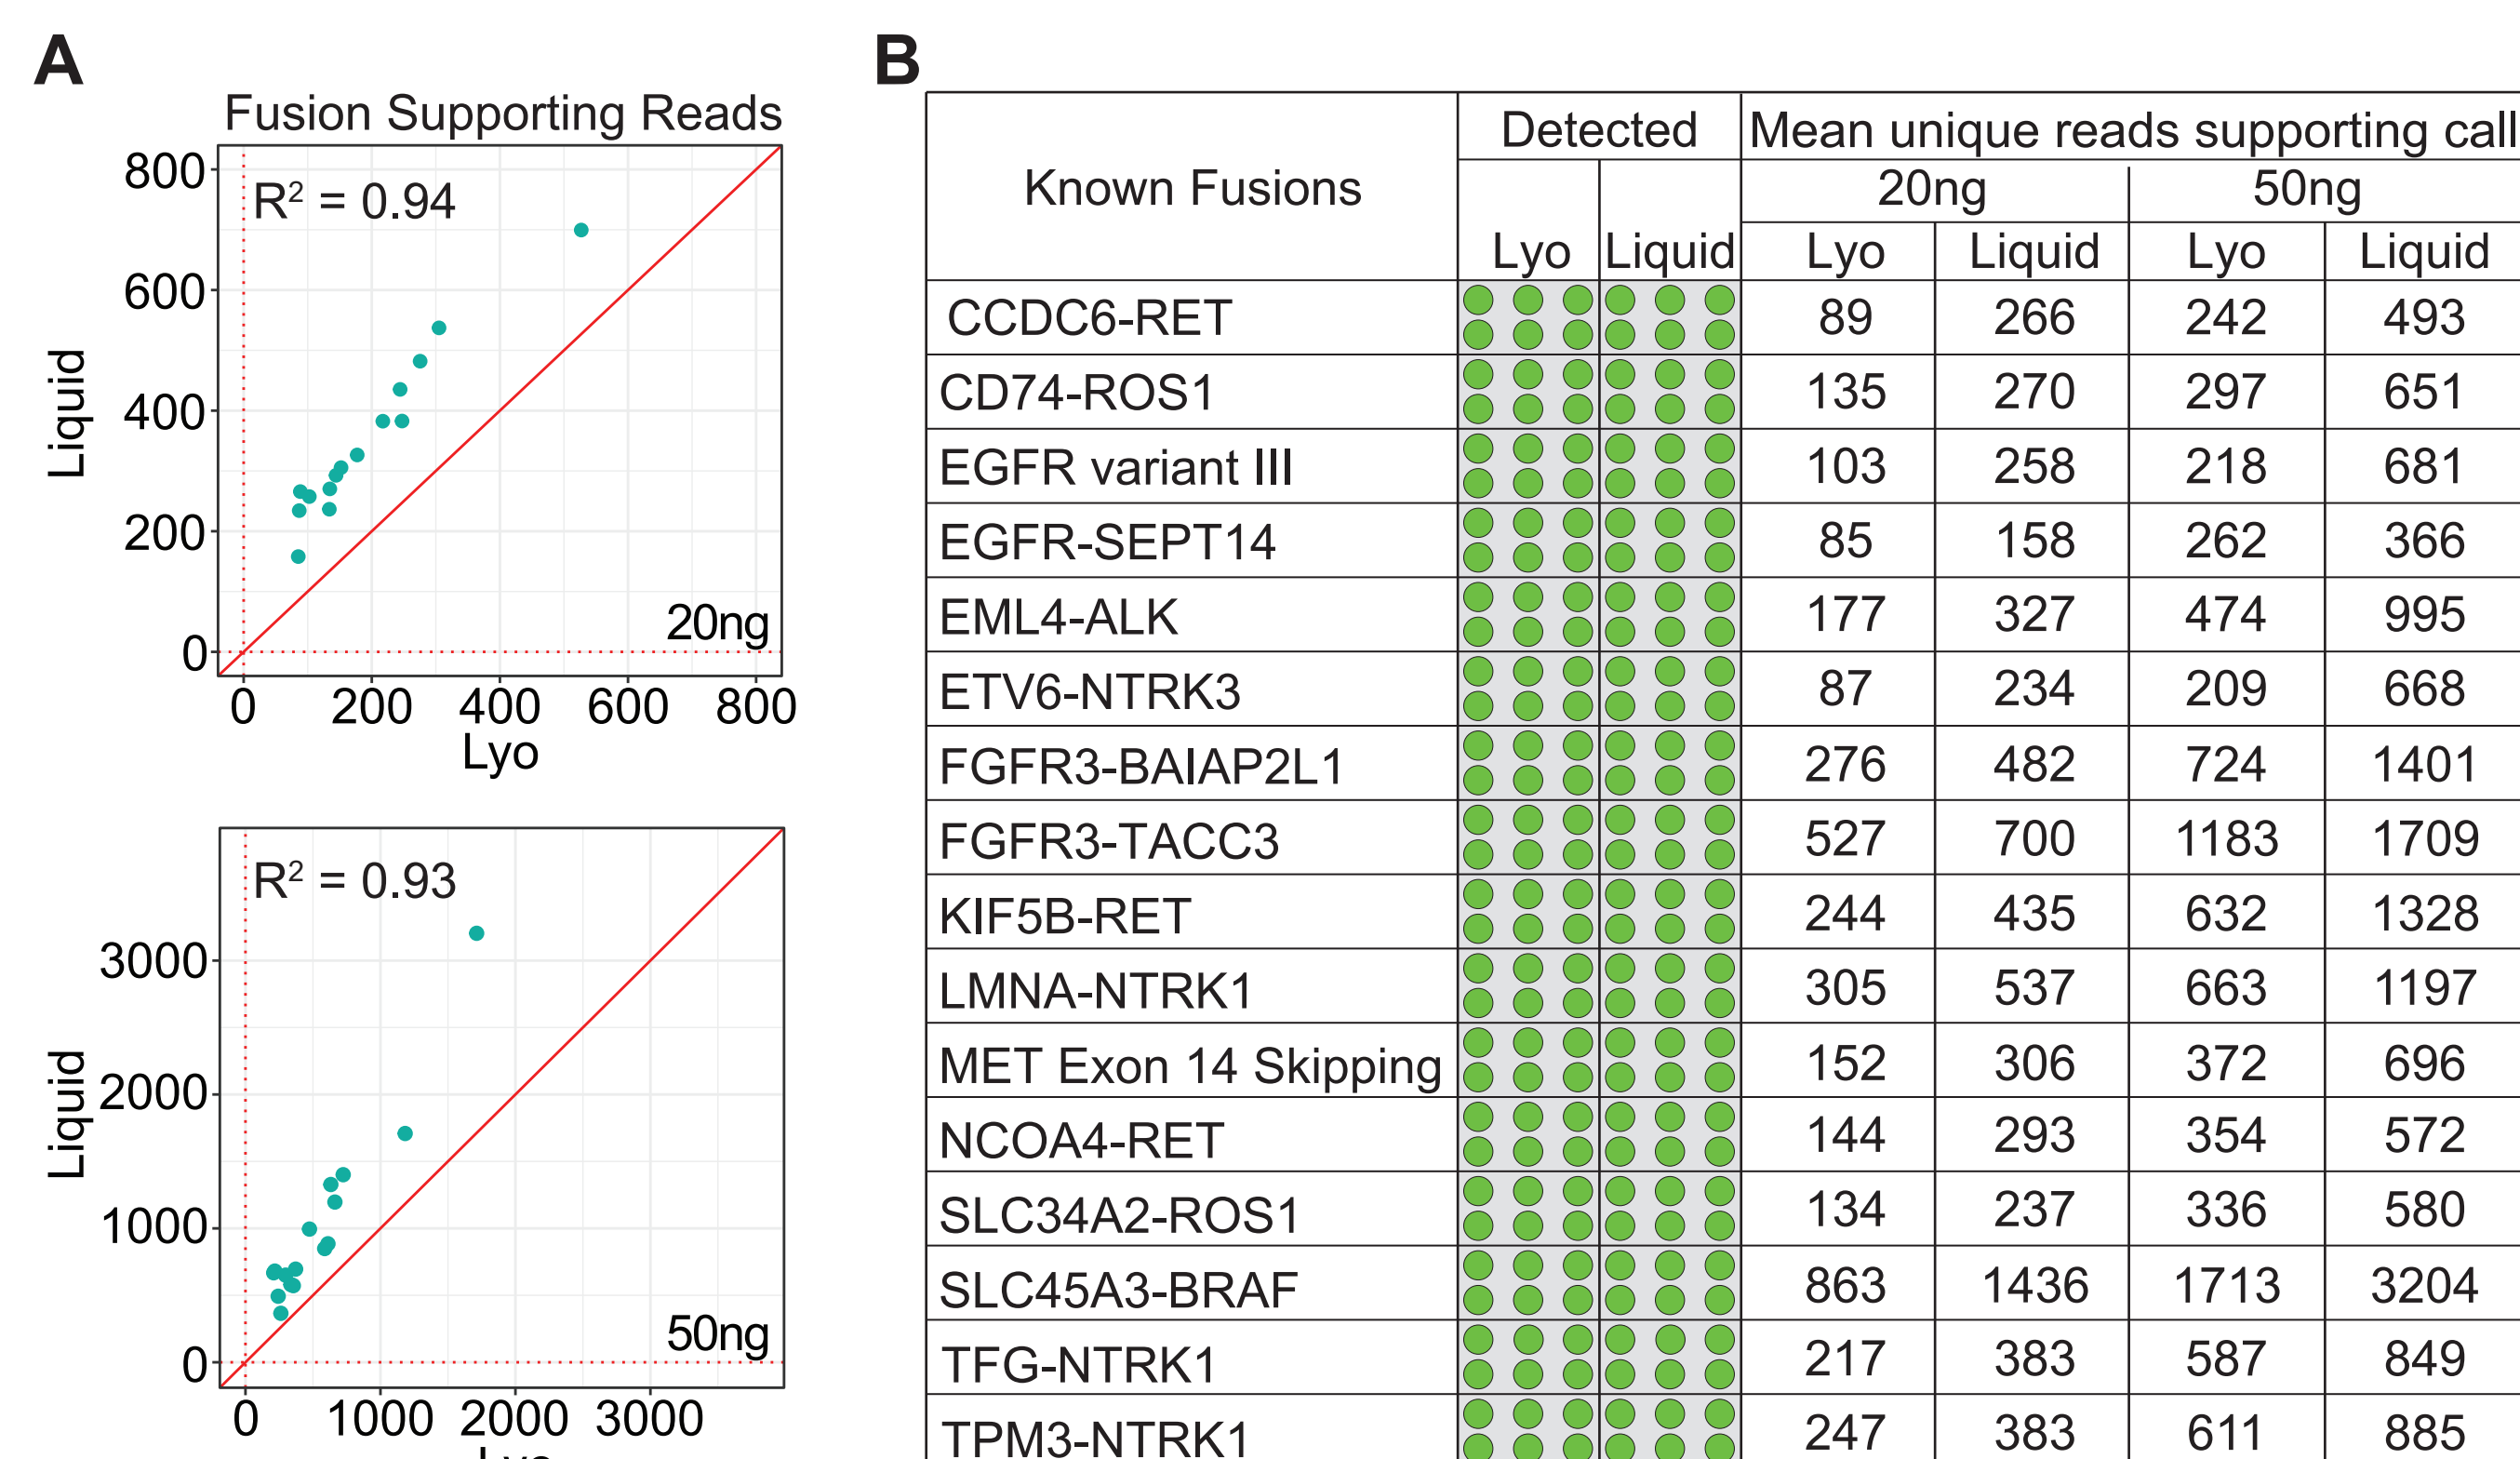 A
Fusion Supporting Reads
800
R² = 0.94
600
Liquid
400
200
20ng
0
0 200 400 600 800
Lyo
R² = 0.93
3000
Liquid
2000
1000
50ng
0
0 1000 2000 3000
Lyo
B
Known Fusions Detected Mean unique reads supporting call
20ng 50ng
Lyo Liquid Lyo Liquid Lyo Liquid
CCDC6-RET 89 266 242 493
CD74-ROS1 135 270 297 651
EGFR variant III 103 258 218 681
EGFR-SEPT14 85 158 262 366
EML4-ALK 177 327 474 995
ETV6-NTRK3 87 234 209 668
FGFR3-BAIAP2L1 276 482 724 1401
FGFR3-TACC3 527 700 1183 1709
KIF5B-RET 244 435 632 1328
LMNA-NTRK1 305 537 663 1197
MET Exon 14 Skipping 152 306 372 696
NCOA4-RET 144 293 354 572
SLC34A2-ROS1 134 237 336 580
SLC45A3-BRAF 863 1436 1713 3204
TFG-NTRK1 217 383 587 849
TPM3-NTRK1 247 383 611 885